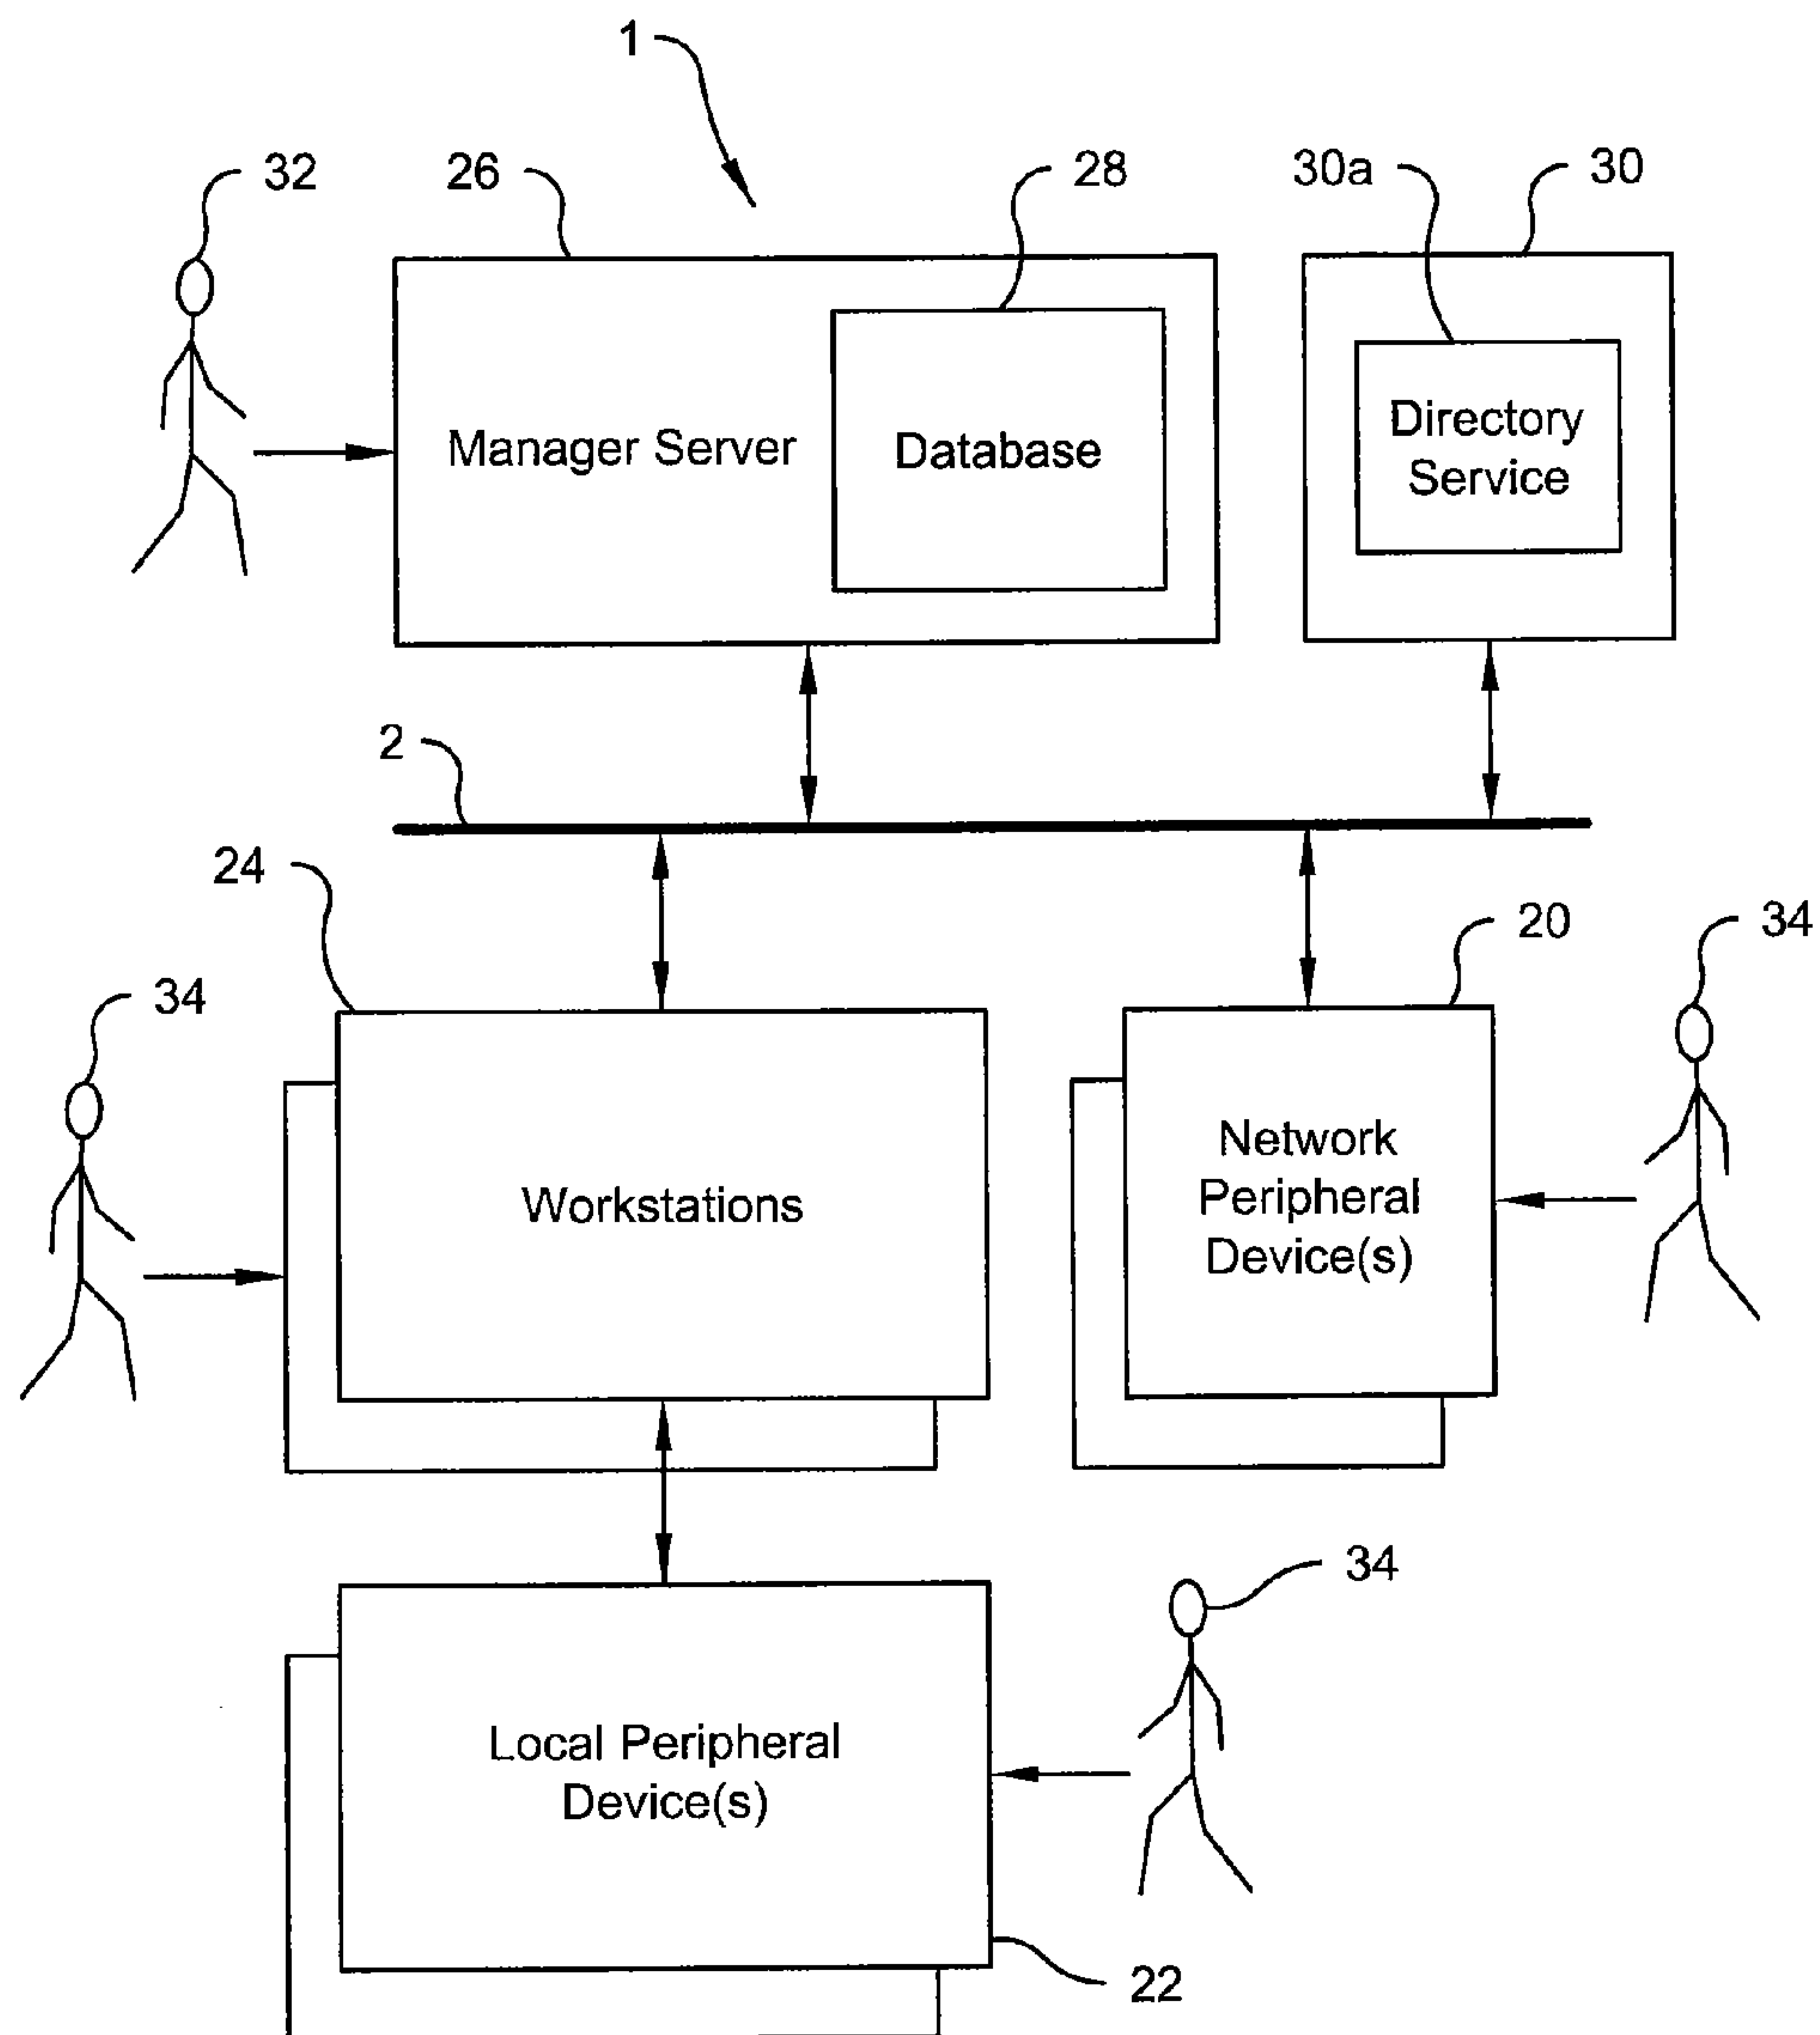 1
32
26
28
30a
30
Manager Server
Database
Directory
Service
2
24
20
34
34
Workstations
Network
Peripheral
Device(s)
34
Local Peripheral
Device(s)
22